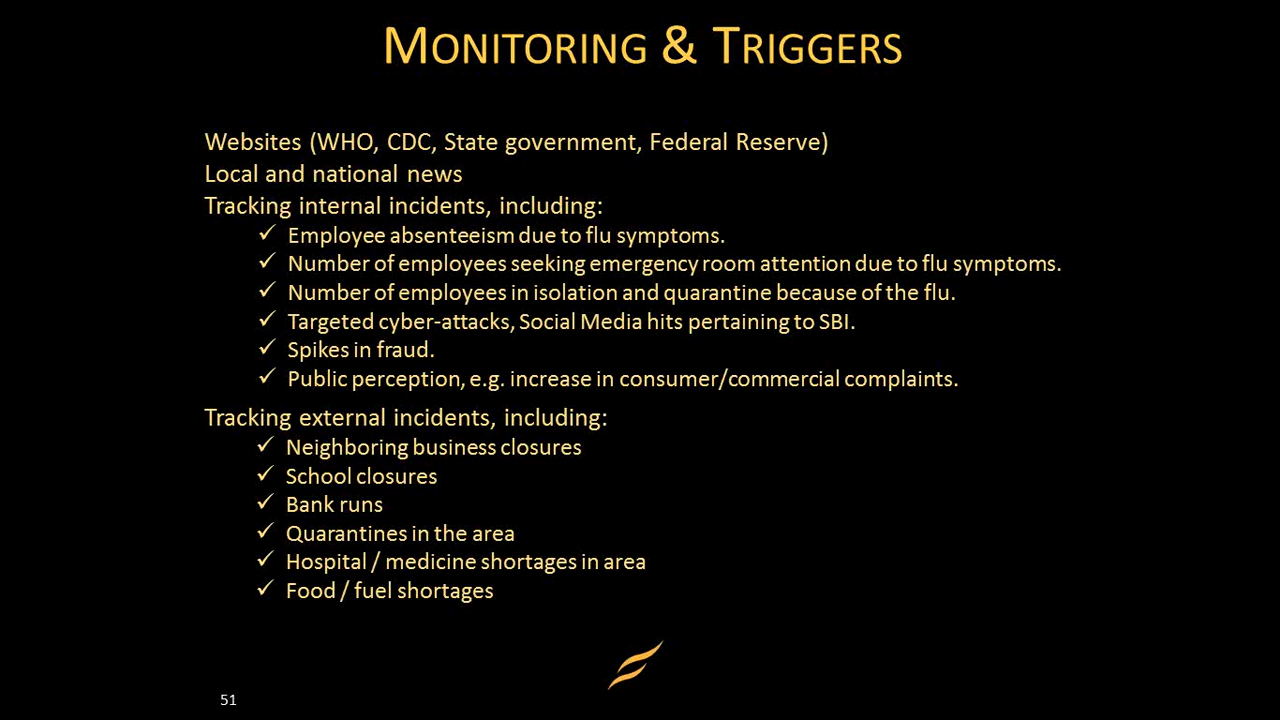 MONITORING & TRIGGERS
Websites (WHO, CDC, State government, Federal Reserve)
Local and national news
Tracking internal incidents, including:
✓ Employee absenteeism due to flu symptoms.
✓ Number of employees seeking emergency room attention due to flu symptoms.
✓ Number of employees in isolation and quarantine because of the flu.
✓ Targeted cyber-attacks, Social Media hits pertaining to SBI.
✓ Spikes in fraud.
✓ Public perception, e.g. increase in consumer/commercial complaints.
Tracking external incidents, including:
✓ Neighboring business closures
✓ School closures
✓ Bank runs
✓ Quarantines in the area
✓ Hospital / medicine shortages in area
✓ Food / fuel shortages
51